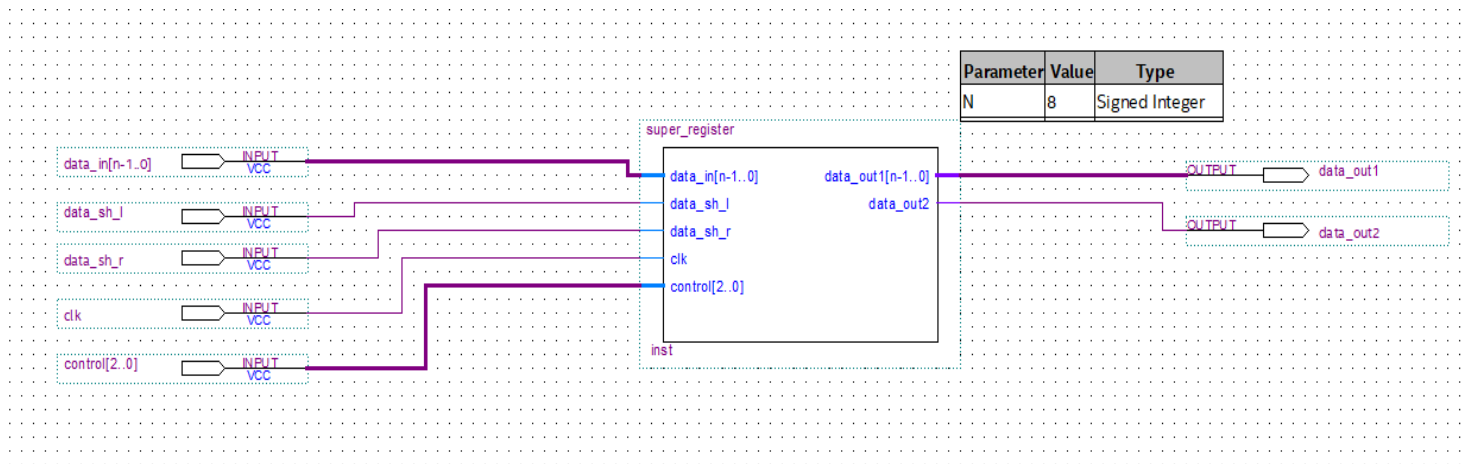 Parameter Value Type
N 8 Signed Integer
super_register
data_in[n-1..0] INPUT VCC
data_sh_l INPUT VCC
data_sh_r INPUT VCC
clk INPUT VCC
control[2..0] INPUT VCC
data_in[n-1..0] data_out1[n-1..0]
data_sh_l data_out2
data_sh_r
clk
control[2..0]
inst
OUTPUT data_out1
OUTPUT data_out2